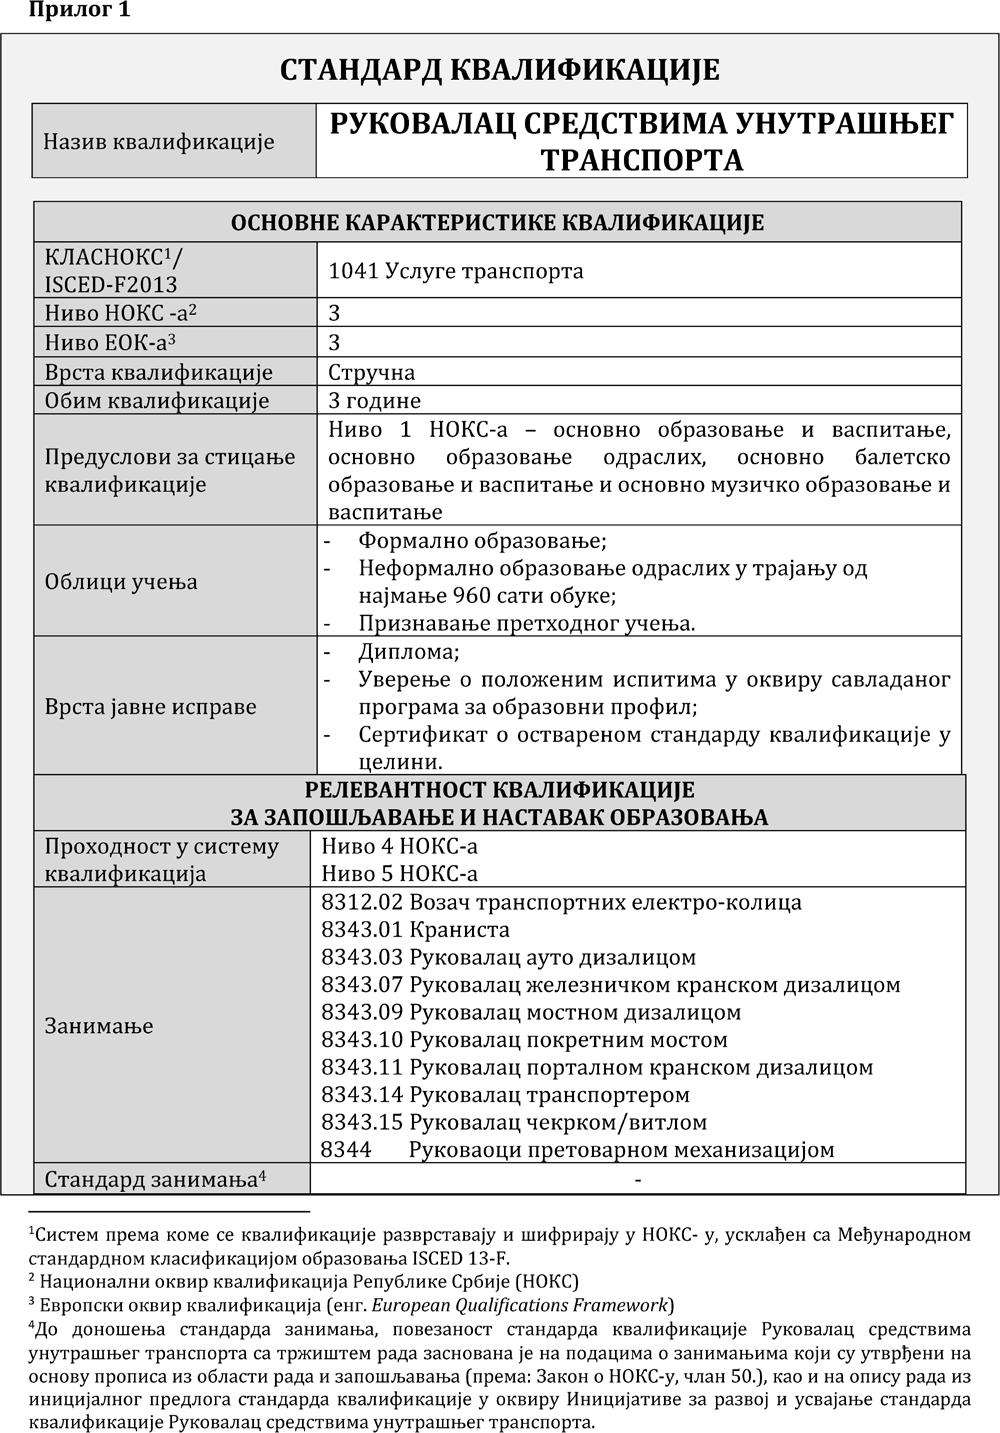 Прилог 1
СТАНДАРД КВАЛИФИКАЦИЈЕ
Назив квалификације
РУКОВАЛАЦ СРЕДСТВИМА УНУТРАШЊЕГ
ТРАНСПОРТА
ОСНОВНЕ КАРАКТЕРИСТИКЕ КВАЛИФИКАЦИЈЕ
КЛАСНОКС¹/
ISCED-F2013
1041 Услуге транспорта
Ниво НОКС -а²
3
Ниво ЕОК-а³
3
Врста квалификације
Стручна
Обим квалификације
3 године
Предуслови за стицање
квалификације
Ниво 1 НОКС-а – основно образовање и васпитање,
основно образовање одраслих, основно балетско
образовање и васпитање и основно музичко образовање и
васпитање
Облици учења
- Формално образовање;
- Неформално образовање одраслих у трајању од
најмање 960 сати обуке;
- Признавање претходног учења.
Врста јавне исправе
- Диплома;
- Уверење о положеним испитима у оквиру савладаног
програма за образовни профил;
- Сертификат о оствареном стандарду квалификације у
целини.
РЕЛЕВАНТНОСТ КВАЛИФИКАЦИЈЕ
ЗА ЗАПОШЉАВАЊЕ И НАСТАВАК ОБРАЗОВАЊА
Проходност у систему
квалификација
Ниво 4 НОКС-а
Ниво 5 НОКС-а
Занимање
8312.02 Возач транспортних електро-колица
8343.01 Краниста
8343.03 Руковалац ауто дизалицом
8343.07 Руковалац железничком кранском дизалицом
8343.09 Руковалац мостном дизалицом
8343.10 Руковалац покретним мостом
8343.11 Руковалац порталном кранском дизалицом
8343.14 Руковалац транспортером
8343.15 Руковалац чекрком/витлом
8344 Руковаоци претоварном механизацијом
Стандард занимања⁴
-
¹Систем према коме се квалификације разврставају и шифрирају у НОКС- у, усклађен са Међународном
стандардном класификацијом образовања ISCED 13-F.
² Национални оквир квалификација Републике Србије (НОКС)
³ Европски оквир квалификација (енг. European Qualifications Framework)
⁴До доношења стандарда занимања, повезаност стандарда квалификације Руковалац средствима
унутрашњег транспорта са тржиштем рада заснована је на подацима о занимањима који су утврђени на
основу прописа из области рада и запошљавања (према: Закон о НОКС-у, члан 50.), као и на опису рада из
иницијалног предлога стандарда квалификације у оквиру Иницијативе за развој и усвајање стандарда
квалификације Руковалац средствима унутрашњег транспорта.